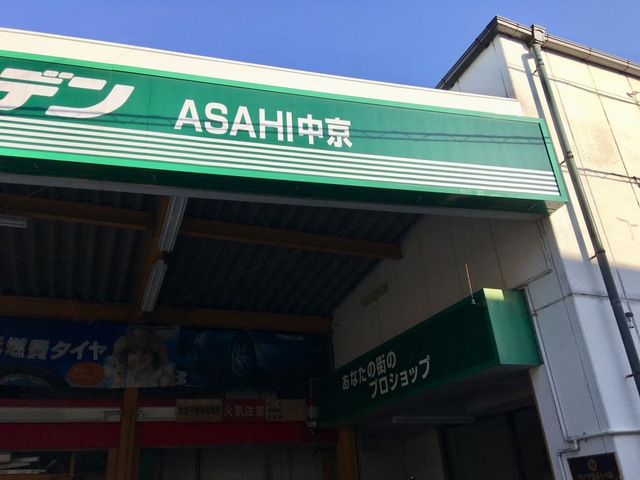 デン
ASAHI中京
あなたの街の
プロショップ
燃費タイヤ
火気注意